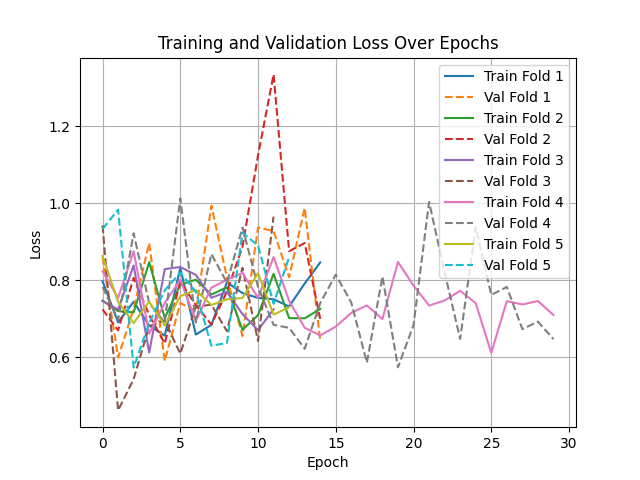 Training and Validation Loss Over Epochs
Loss
1.2
1.0
0.8
0.6
Train Fold 1
Val Fold 1
Train Fold 2
Val Fold 2
Train Fold 3
Val Fold 3
Train Fold 4
Val Fold 4
Train Fold 5
Val Fold 5
0 5 10 15 20 25 30
Epoch